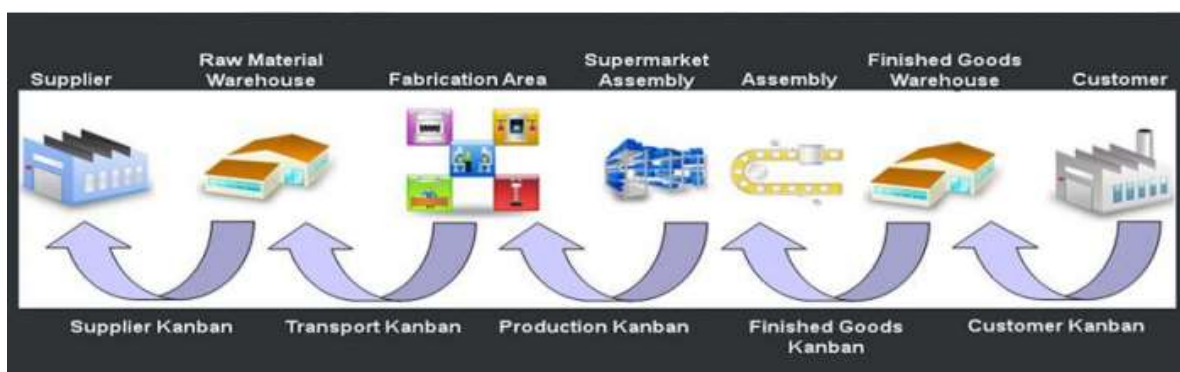 Supplier
Raw Material
Warehouse
Fabrication Area
Supermarket
Assembly
Assembly
Finished Goods
Warehouse
Customer
Supplier Kanban
Transport Kanban
Production Kanban
Finished Goods
Kanban
Customer Kanban